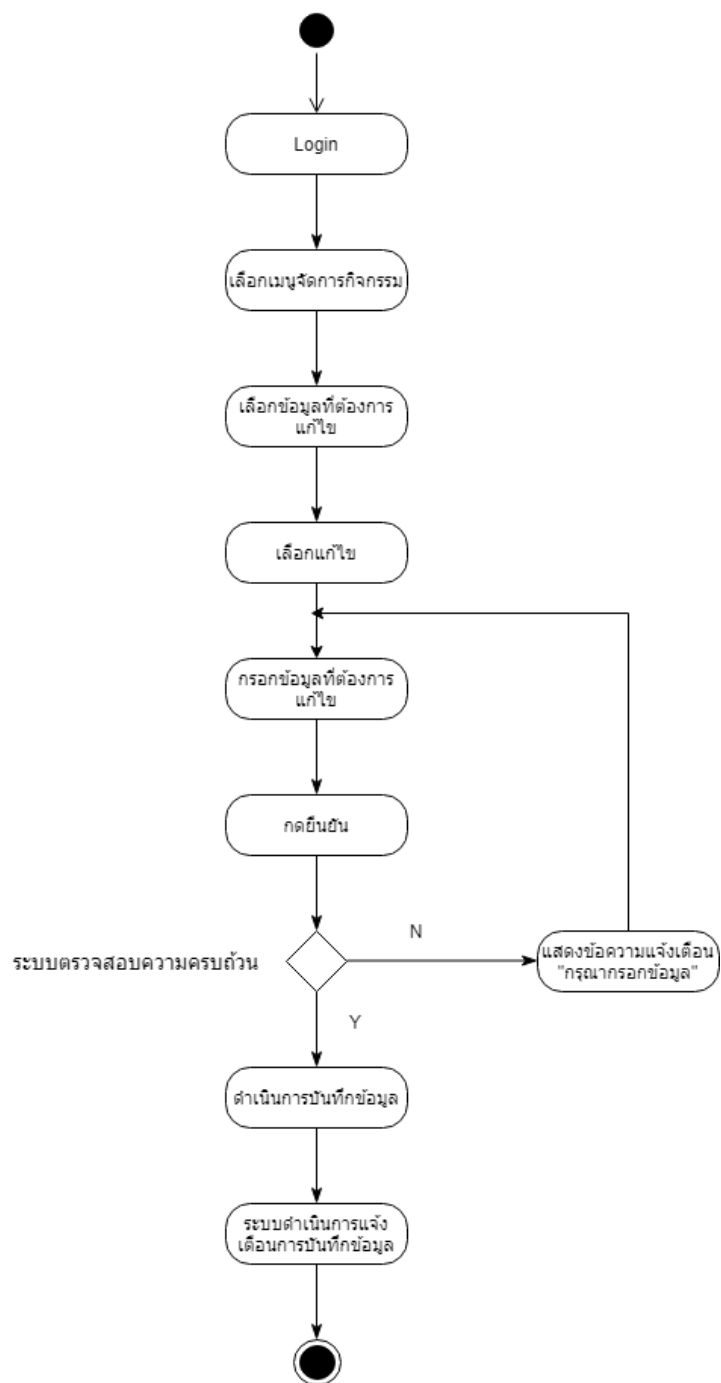 Login
เลือกเมนูจัดการกิจกรรม
เลือกข้อมูลที่ต้องการ
แก้ไข
เลือกแก้ไข
กรอกข้อมูลที่ต้องการ
แก้ไข
กดยืนยัน
ระบบตรวจสอบความครบถ้วน
N
แสดงข้อความแจ้งเตือน
"กรุณากรอกข้อมูล"
Y
ดำเนินการบันทึกข้อมูล
ระบบดำเนินการแจ้ง
เตือนการบันทึกข้อมูล